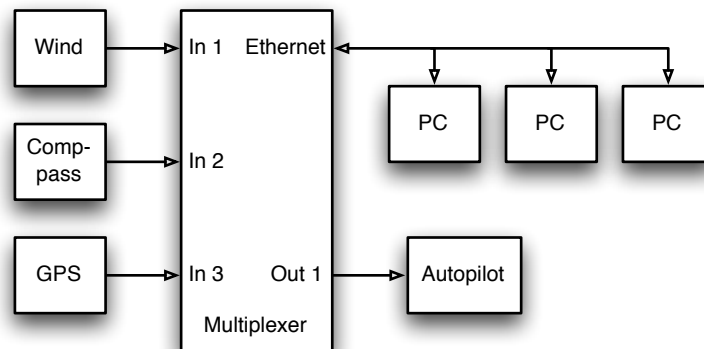 Wind
In 1
Ethernet
PC
PC
PC
Comp-
pass
In 2
GPS
In 3
Out 1
Autopilot
Multiplexer